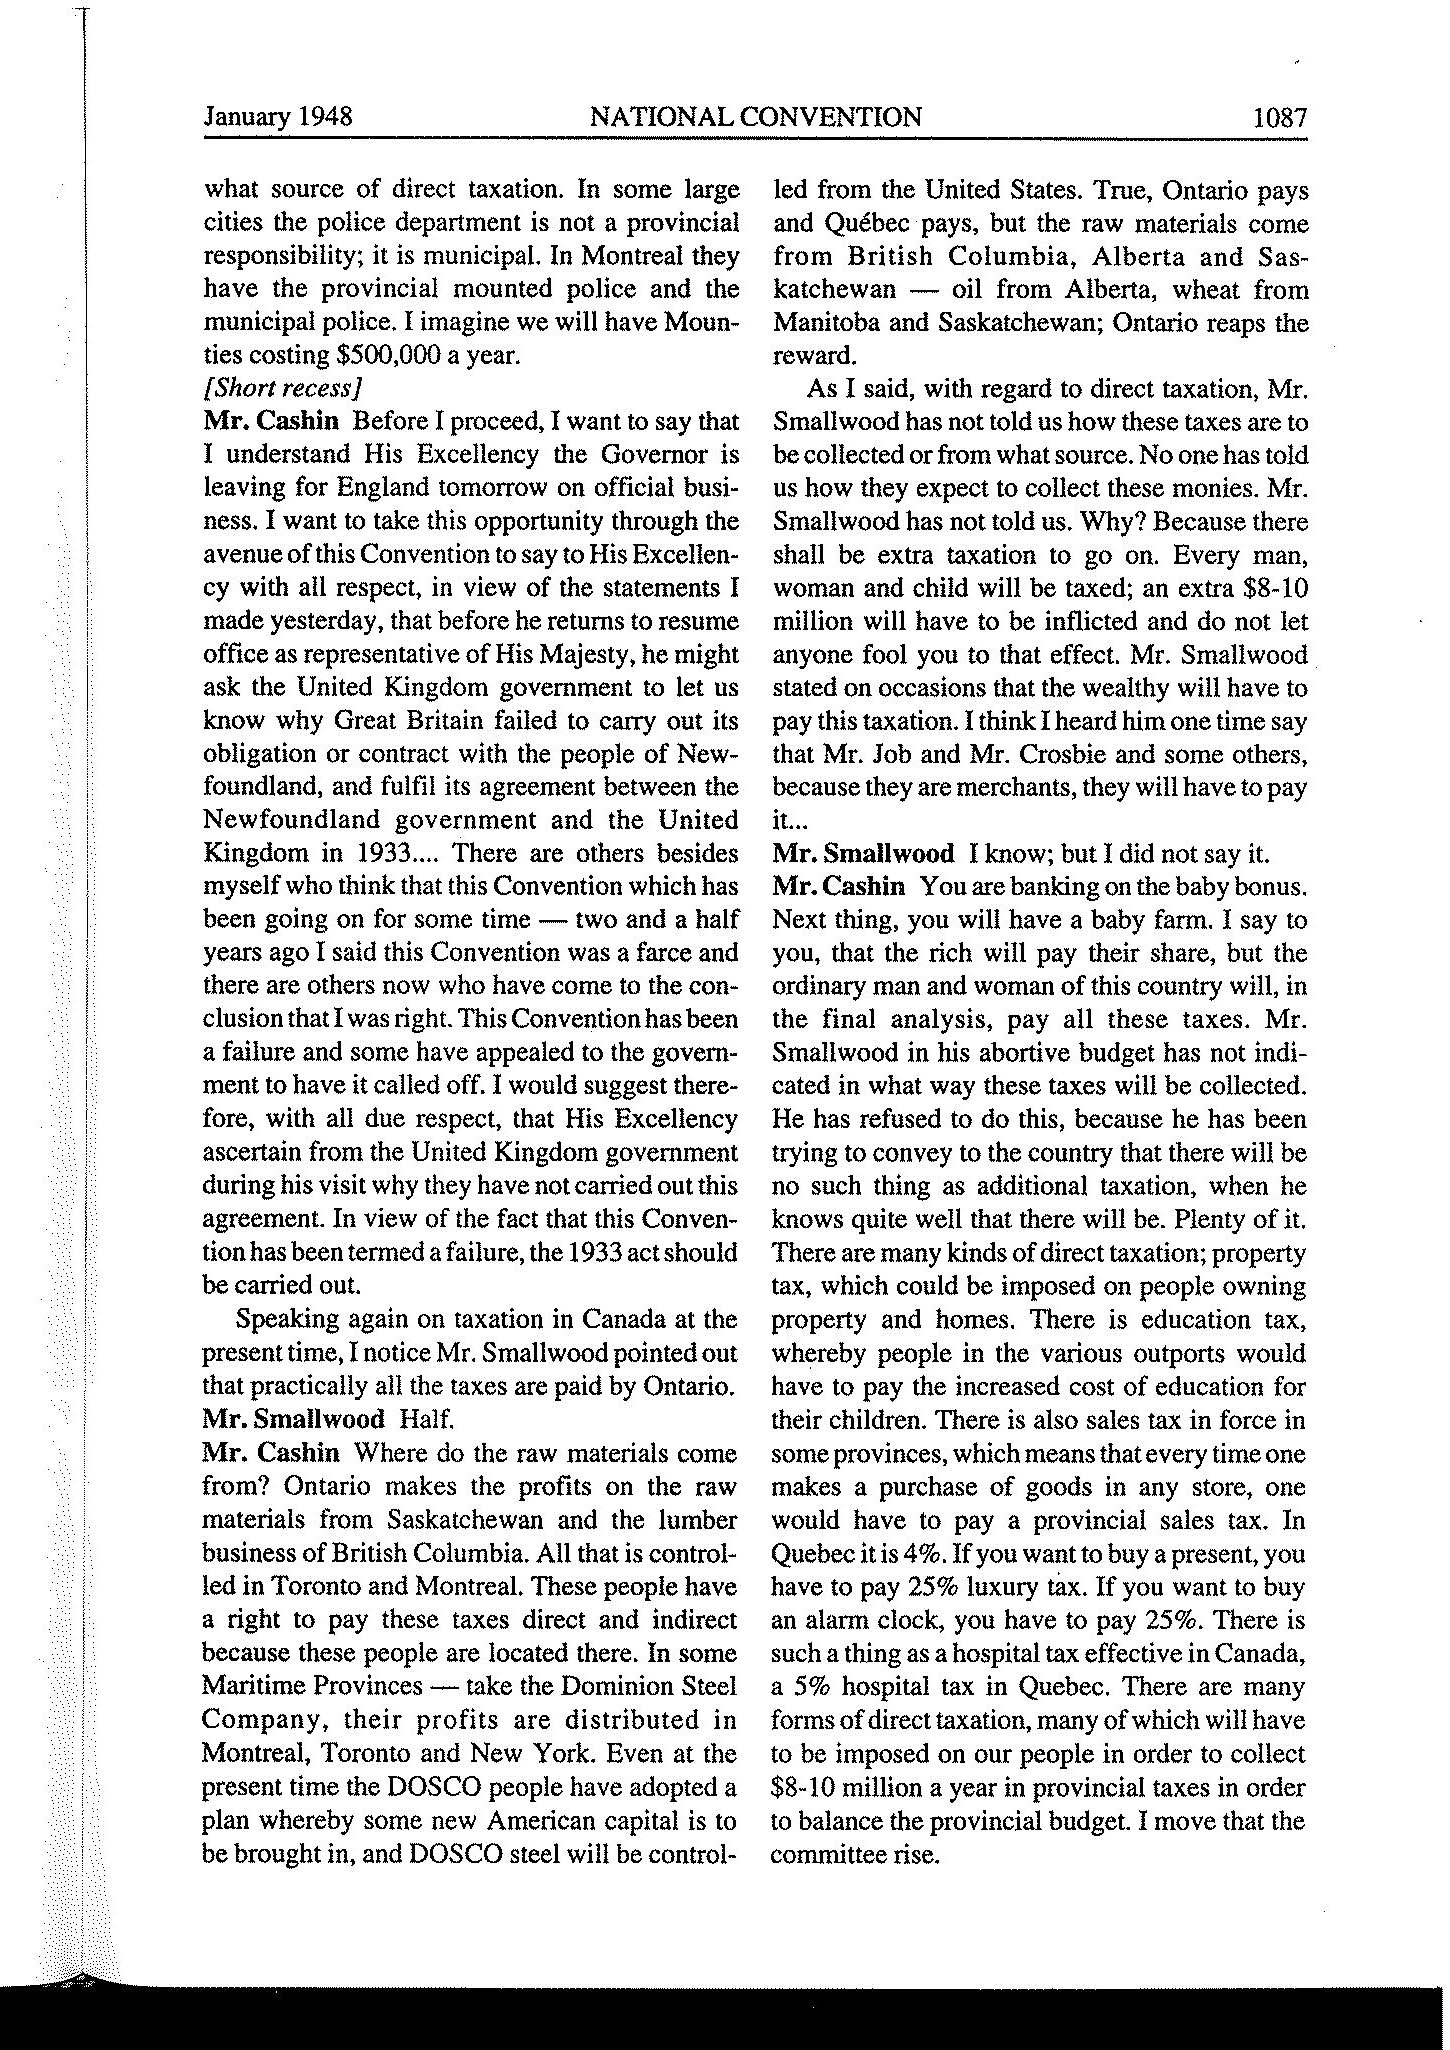 January 1948 NATIONAL CONVENTION 1087
what source of direct taxation. In some large
cities the police department is not a provincial
responsibility; it is municipal. In Montreal they
have the provincial mounted police and the
municipal police. I imagine we will have Moun-
ties costing $500,000 a year.
[Short recess]
Mr. Cashin Before I proceed, I want to say that
I understand His Excellency the Governor is
leaving for England tomorrow on official busi-
ness. I want to take this opportunity through the
avenue of this Convention to say to His Excellen-
cy with all respect, in view of the statements I
made yesterday, that before he returns to resume
office as representative of His Majesty, he might
ask the United Kingdom government to let us
know why Great Britain failed to carry out its
obligation or contract with the people of New-
foundland, and fulfil its agreement between the
Newfoundland government and the United
Kingdom in 1933.... There are others besides
myself who think that this Convention which has
been going on for some time — two and a half
years ago I said this Convention was a farce and
there are others now who have come to the con-
clusion that I was right. This Convention has been
a failure and some have appealed to the govern-
ment to have it called off. I would suggest there-
fore, with all due respect, that His Excellency
ascertain from the United Kingdom government
during his visit why they have not carried out this
agreement. In view of the fact that this Conven-
tion has been termed a failure, the 1933 act should
be carried out.
Speaking again on taxation in Canada at the
present time, I notice Mr. Smallwood pointed out
that practically all the taxes are paid by Ontario.
Mr. Smallwood Half.
Mr. Cashin Where do the raw materials come
from? Ontario makes the profits on the raw
materials from Saskatchewan and the lumber
business of British Columbia. All that is control-
led in Toronto and Montreal. These people have
a right to pay these taxes direct and indirect
because these people are located there. In some
Maritime Provinces — take the Dominion Steel
Company, their profits are distributed in
Montreal, Toronto and New York. Even at the
present time the DOSCO people have adopted a
plan whereby some new American capital is to
be brought in, and DOSCO steel will be control-
led from the United States. True, Ontario pays
and Québec pays, but the raw materials come
from British Columbia, Alberta and Sas-
katchewan — oil from Alberta, wheat from
Manitoba and Saskatchewan; Ontario reaps the
reward.
As I said, with regard to direct taxation, Mr.
Smallwood has not told us how these taxes are to
be collected or from what source. No one has told
us how they expect to collect these monies. Mr.
Smallwood has not told us. Why? Because there
shall be extra taxation to go on. Every man,
woman and child will be taxed; an extra $8-10
million will have to be inflicted and do not let
anyone fool you to that effect. Mr. Smallwood
stated on occasions that the wealthy will have to
pay this taxation. I think I heard him one time say
that Mr. Job and Mr. Crosbie and some others,
because they are merchants, they will have to pay
it...
Mr. Smallwood I know; but I did not say it.
Mr. Cashin You are banking on the baby bonus.
Next thing, you will have a baby farm. I say to
you, that the rich will pay their share, but the
ordinary man and woman of this country will, in
the final analysis, pay all these taxes. Mr.
Smallwood in his abortive budget has not indi-
cated in what way these taxes will be collected.
He has refused to do this, because he has been
trying to convey to the country that there will be
no such thing as additional taxation, when he
knows quite well that there will be. Plenty of it.
There are many kinds of direct taxation; property
tax, which could be imposed on people owning
property and homes. There is education tax,
whereby people in the various outports would
have to pay the increased cost of education for
their children. There is also sales tax in force in
some provinces, which means that every time one
makes a purchase of goods in any store, one
would have to pay a provincial sales tax. In
Quebec it is 4%. If you want to buy a present, you
have to pay 25% luxury tax. If you want to buy
an alarm clock, you have to pay 25%. There is
such a thing as a hospital tax effective in Canada,
a 5% hospital tax in Quebec. There are many
forms of direct taxation, many of which will have
to be imposed on our people in order to collect
$8-10 million a year in provincial taxes in order
to balance the provincial budget. I move that the
committee rise.